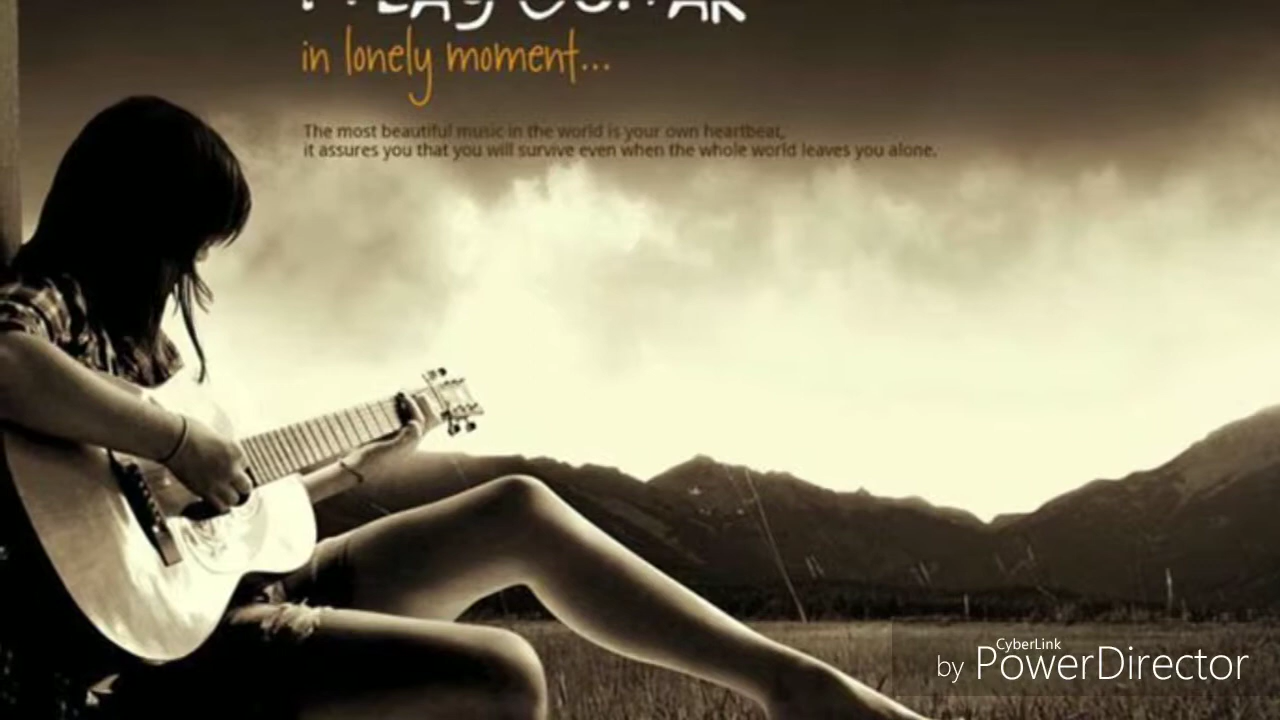 in lonely moment...
The most beautiful music in the world is your own heartbeat,
it assures you that you will survive even when the whole world leaves you alone.
CyberLink
by PowerDirector